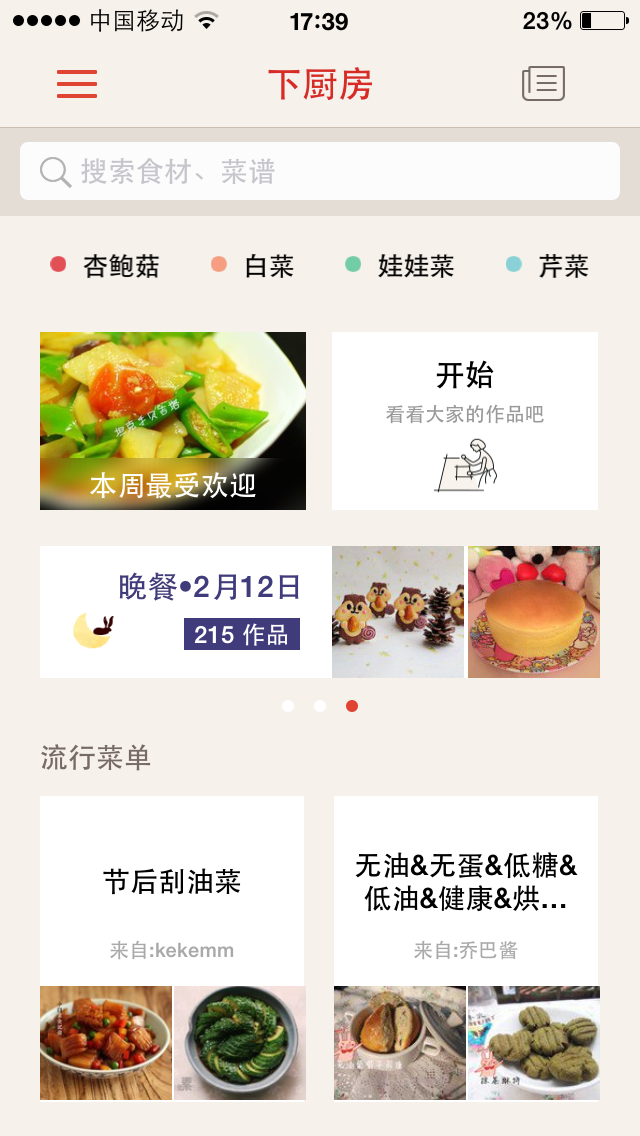 中国移动
17:39
23%
下厨房
搜索食材、菜谱
杏鲍菇
白菜
娃娃菜
芹菜
本周最受欢迎
开始
看看大家的作品吧
晚餐•2月12日
215 作品
流行菜单
节后刮油菜
来自:kekemm
无油&无蛋&低糖&
低油&健康&烘...
来自:乔巴酱